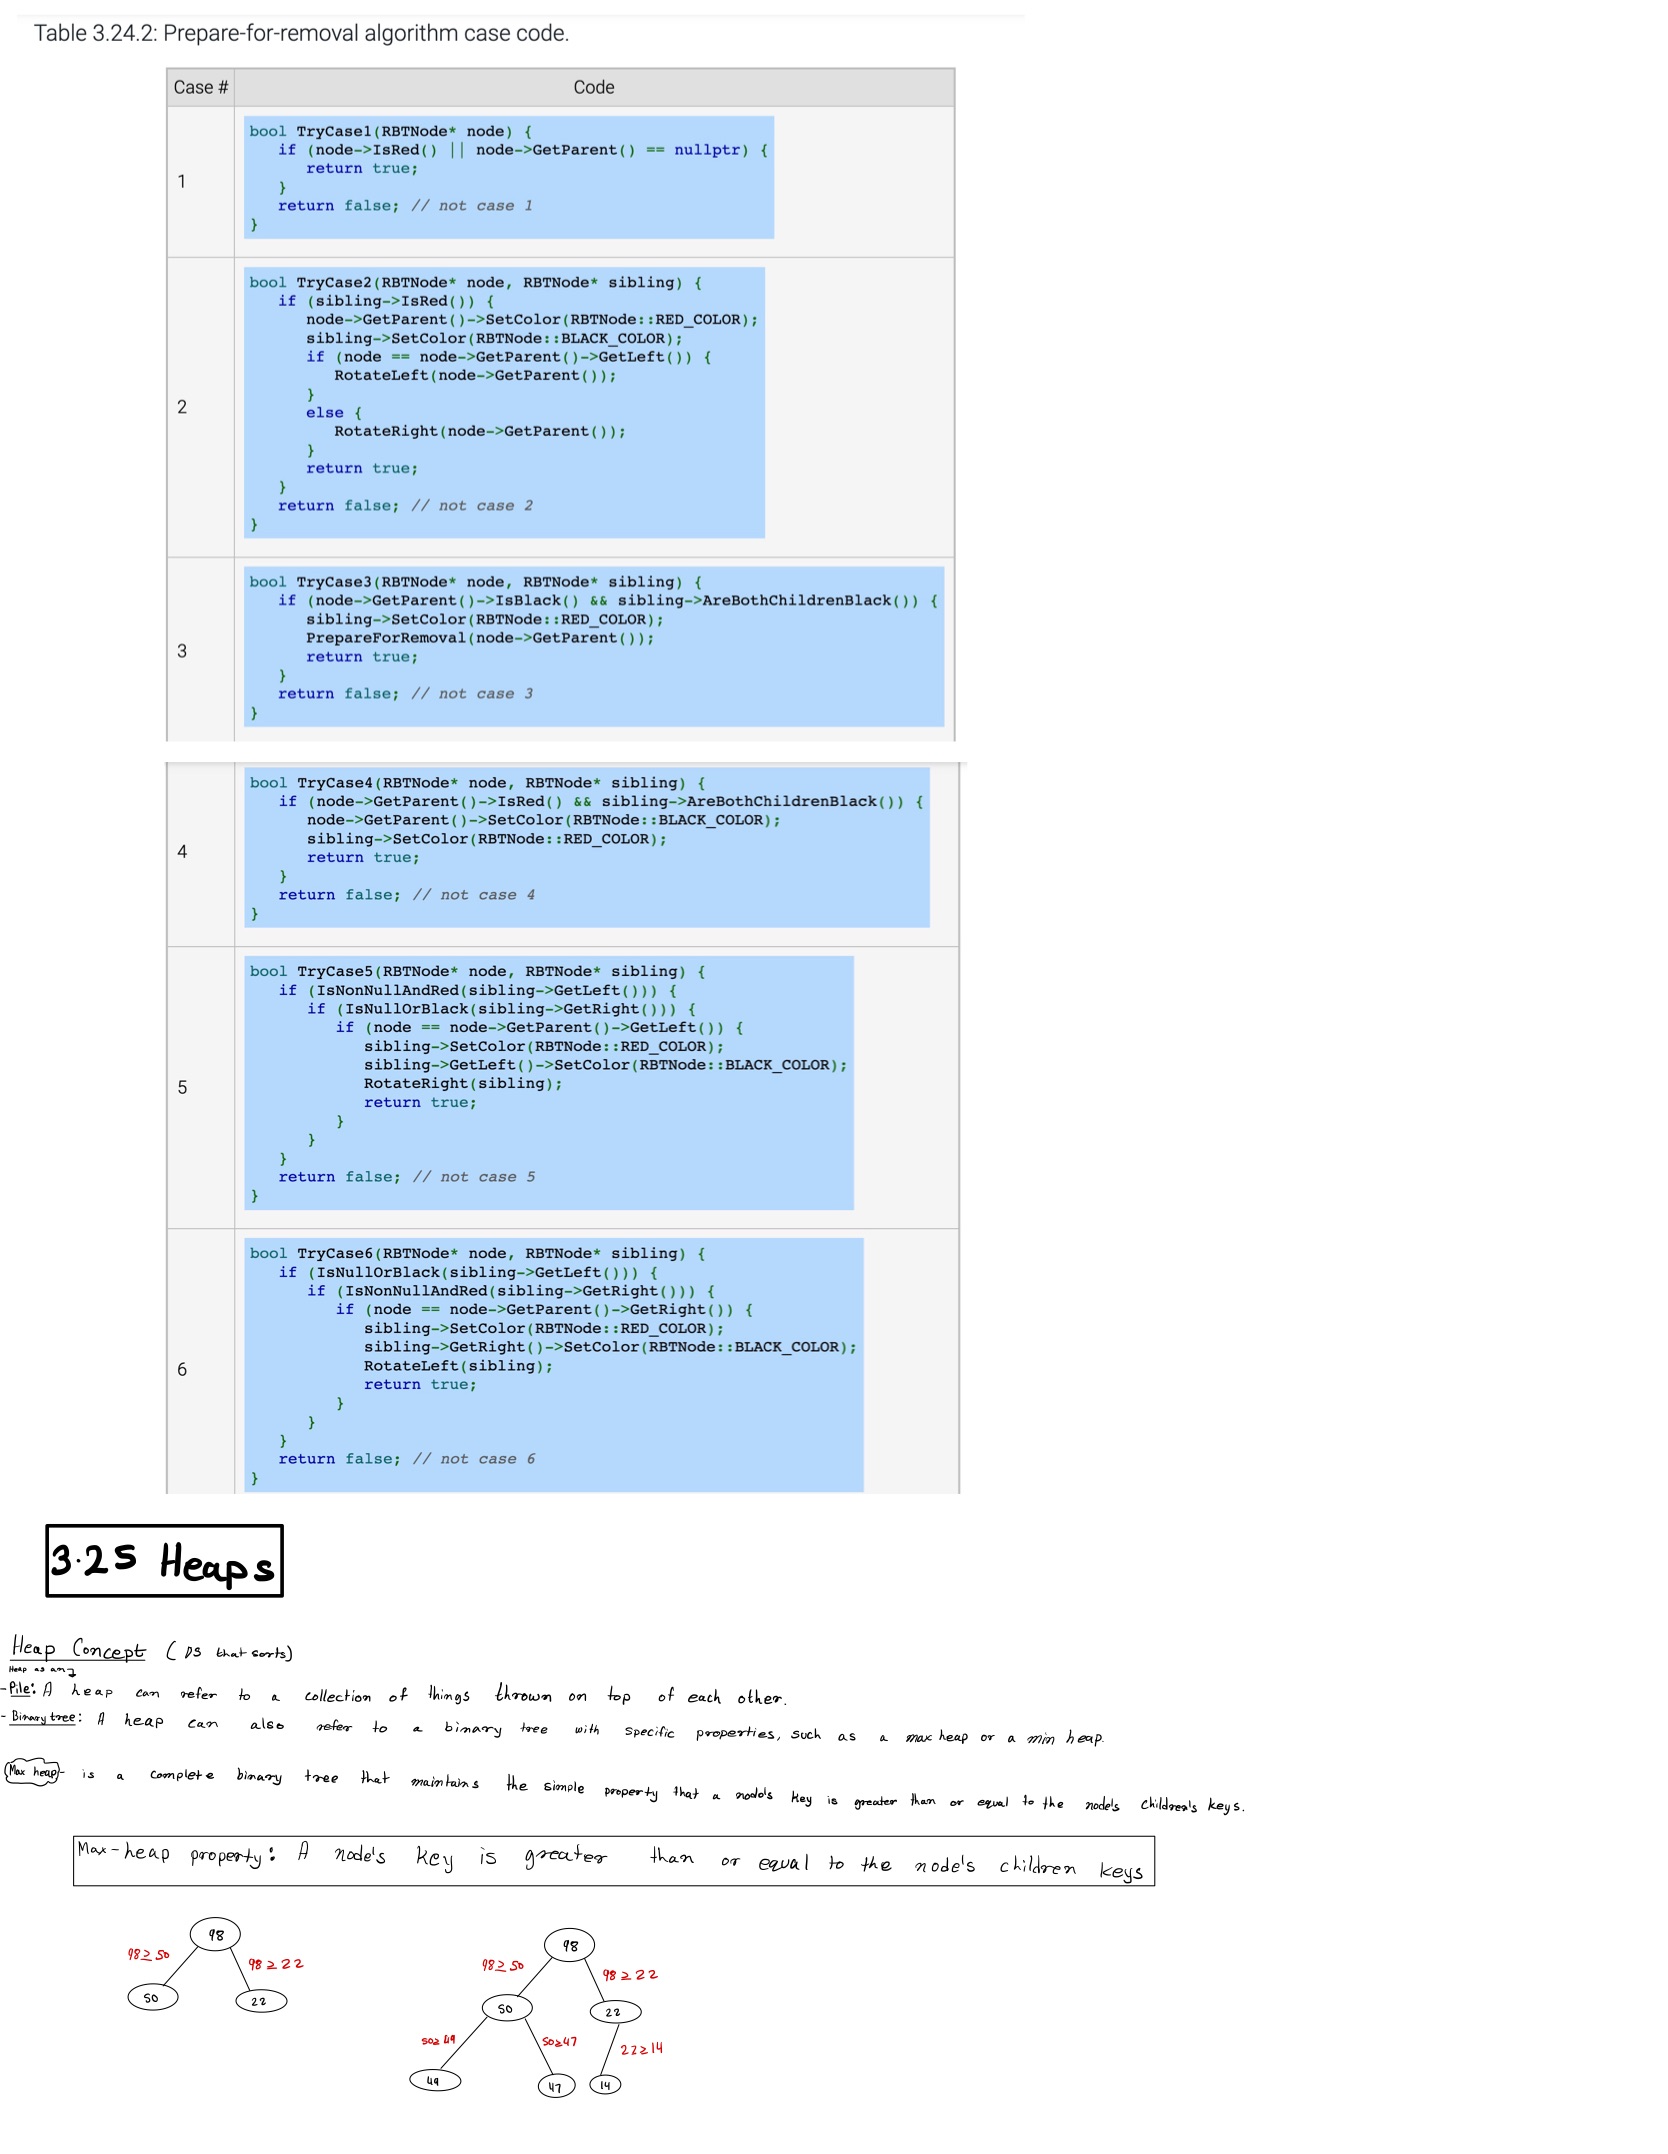 Table 3.24.2: Prepare-for-removal algorithm case code.
Case # Code
1
bool TryCase1(RBTNode* node) {
   if (node->IsRed() || node->GetParent() == nullptr) {
      return true;
   }
   return false; // not case 1
}
2
bool TryCase2(RBTNode* node, RBTNode* sibling) {
   if (sibling->IsRed()) {
      node->GetParent()->SetColor(RBTNode::RED_COLOR);
      sibling->SetColor(RBTNode::BLACK_COLOR);
      if (node == node->GetParent()->GetLeft()) {
         RotateLeft(node->GetParent());
      }
      else {
         RotateRight(node->GetParent());
      }
      return true;
   }
   return false; // not case 2
}
3
bool TryCase3(RBTNode* node, RBTNode* sibling) {
   if (node->GetParent()->IsBlack() && sibling->AreBothChildrenBlack()) {
      sibling->SetColor(RBTNode::RED_COLOR);
      PrepareForRemoval(node->GetParent());
      return true;
   }
   return false; // not case 3
}
4
bool TryCase4(RBTNode* node, RBTNode* sibling) {
   if (node->GetParent()->IsRed() && sibling->AreBothChildrenBlack()) {
      node->GetParent()->SetColor(RBTNode::BLACK_COLOR);
      sibling->SetColor(RBTNode::RED_COLOR);
      return true;
   }
   return false; // not case 4
}
5
bool TryCase5(RBTNode* node, RBTNode* sibling) {
   if (IsNonNullAndRed(sibling->GetLeft())) {
      if (IsNullOrBlack(sibling->GetRight())) {
         if (node == node->GetParent()->GetLeft()) {
            sibling->SetColor(RBTNode::RED_COLOR);
            sibling->GetLeft()->SetColor(RBTNode::BLACK_COLOR);
            RotateRight(sibling);
            return true;
         }
      }
   }
   return false; // not case 5
}
6
bool TryCase6(RBTNode* node, RBTNode* sibling) {
   if (IsNullOrBlack(sibling->GetLeft())) {
      if (IsNonNullAndRed(sibling->GetRight())) {
         if (node == node->GetParent()->GetRight()) {
            sibling->SetColor(RBTNode::RED_COLOR);
            sibling->GetRight()->SetColor(RBTNode::BLACK_COLOR);
            RotateLeft(sibling);
            return true;
         }
      }
   }
   return false; // not case 6
}
3.25 Heaps
Heap Concept (DS that sorts)
Heap as any
- Pile: A heap can refer to a collection of things thrown on top of each other.
- Binary tree: A heap can also refer to a binary tree with specific properties, such as a max heap or a min heap.
Max heap - is a complete binary tree that maintains the simple property that a node's key is greater than or equal to the node's children's keys.
Max-heap property: A node's key is greater than or equal to the node's children keys
98
98 ≥ 50 98 ≥ 22
50 22
98
98 ≥ 50 98 ≥ 22
50 22
50 ≥ 49 50 ≥ 47 22 ≥ 14
49 47 14